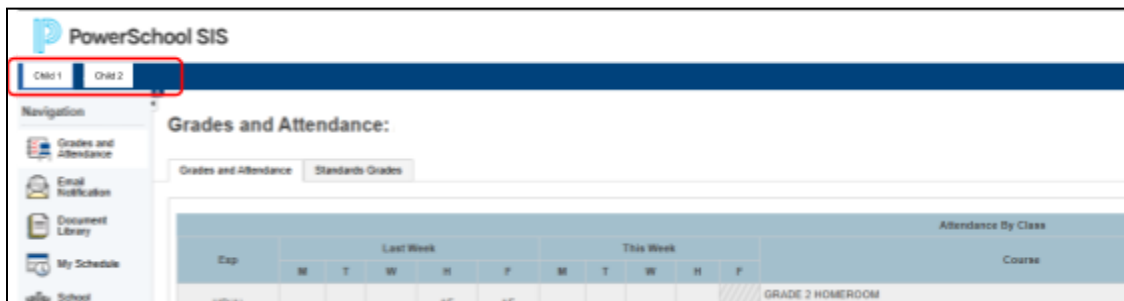 PowerSchool SIS
Child 1 Child 2
Navigation
Grades and Attendance:
Grades and
Attendance
Grades and Attendance Standards Grades
Email
Notification
Document
Library
Attendance By Class
Exp Last Week This Week Course
M T W H F M T W H F
My Schedule
School
GRADE 2 HOMEROOM